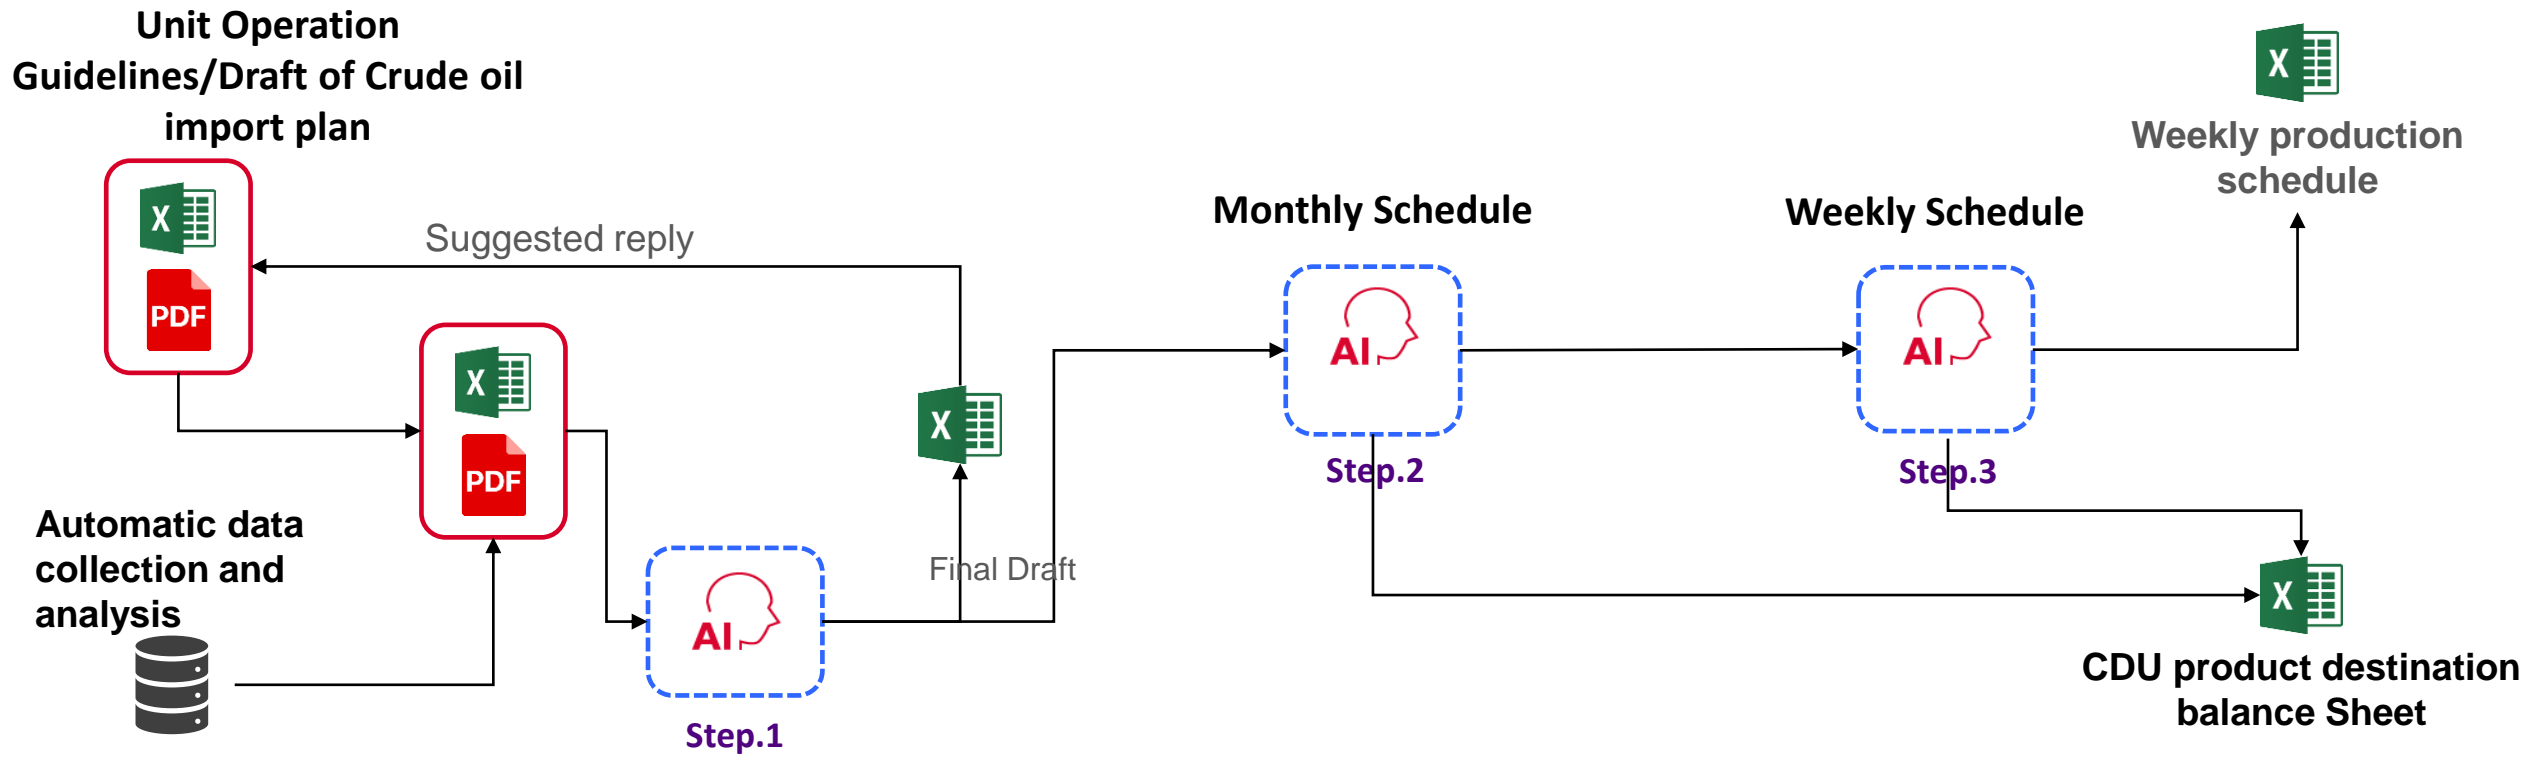 Unit Operation
Guidelines/Draft of Crude oil
import plan
X
PDF
Suggested reply
X
PDF
Automatic data
collection and
analysis
AI
Step.1
X
Final Draft
Monthly Schedule
AI
Step.2
Weekly Schedule
AI
Step.3
X
Weekly production
schedule
X
CDU product destination
balance Sheet